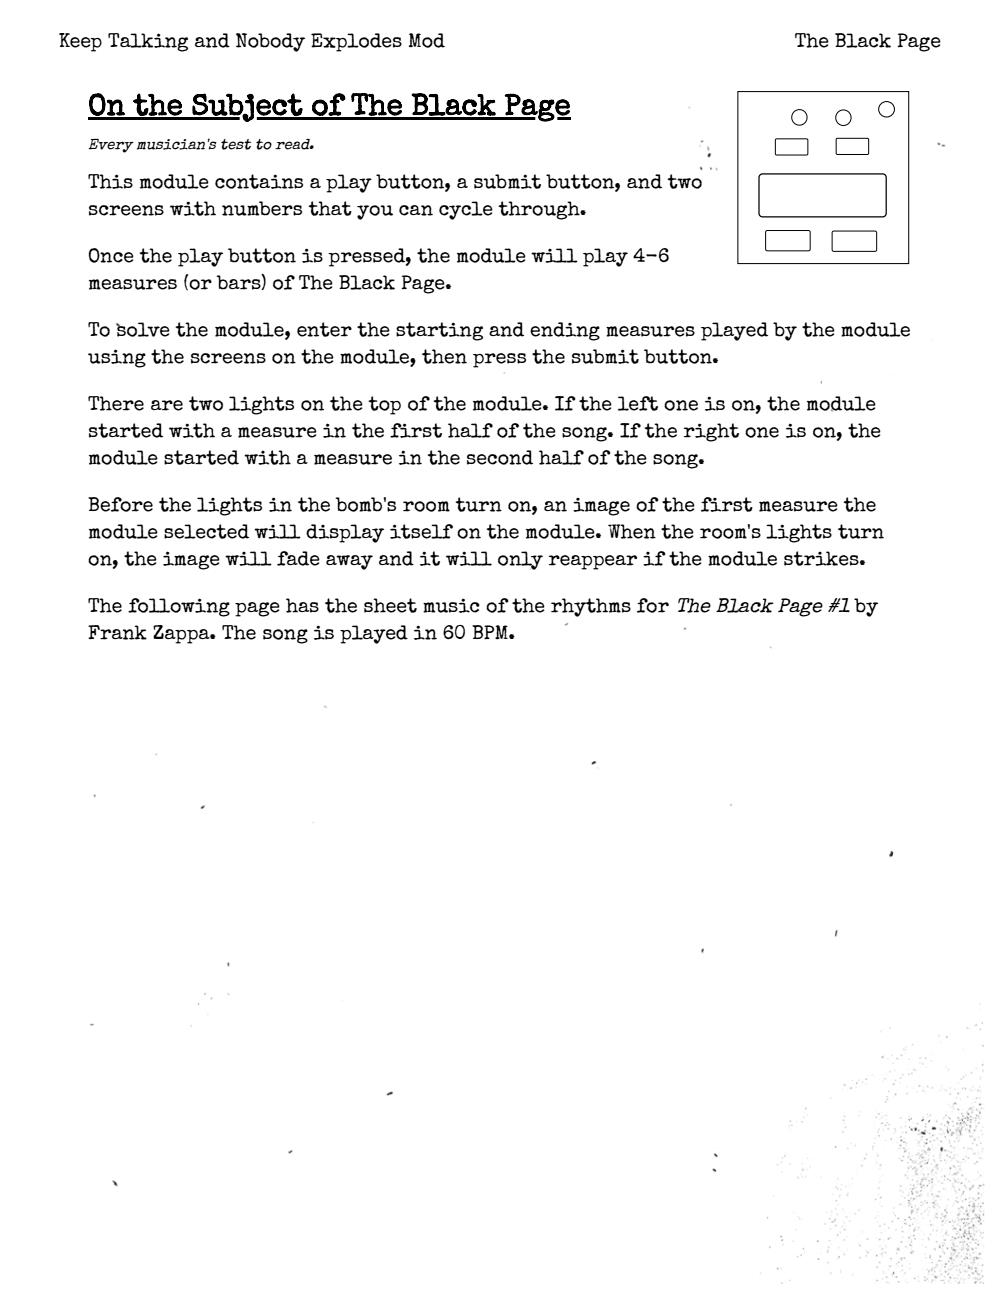 Keep Talking and Nobody Explodes Mod
The Black Page
On the Subject of The Black Page
Every musician's test to read.
This module contains a play button, a submit button, and two
screens with numbers that you can cycle through.
Once the play button is pressed, the module will play 4-6
measures (or bars) of The Black Page.
To solve the module, enter the starting and ending measures played by the module
using the screens on the module, then press the submit button.
There are two lights on the top of the module. If the left one is on, the module
started with a measure in the first half of the song. If the right one is on, the
module started with a measure in the second half of the song.
Before the lights in the bomb's room turn on, an image of the first measure the
module selected will display itself on the module. When the room's lights turn
on, the image will fade away and it will only reappear if the module strikes.
The following page has the sheet music of the rhythms for The Black Page #1 by
Frank Zappa. The song is played in 60 BPM.